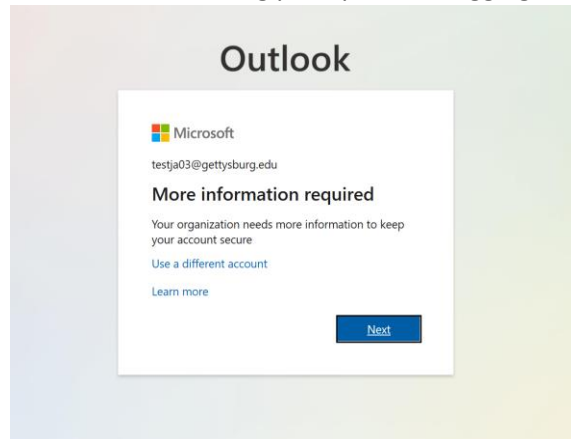 Outlook
Microsoft
testja03@gettysburg.edu
More information required
Your organization needs more information to keep
your account secure
Use a different account
Learn more
Next